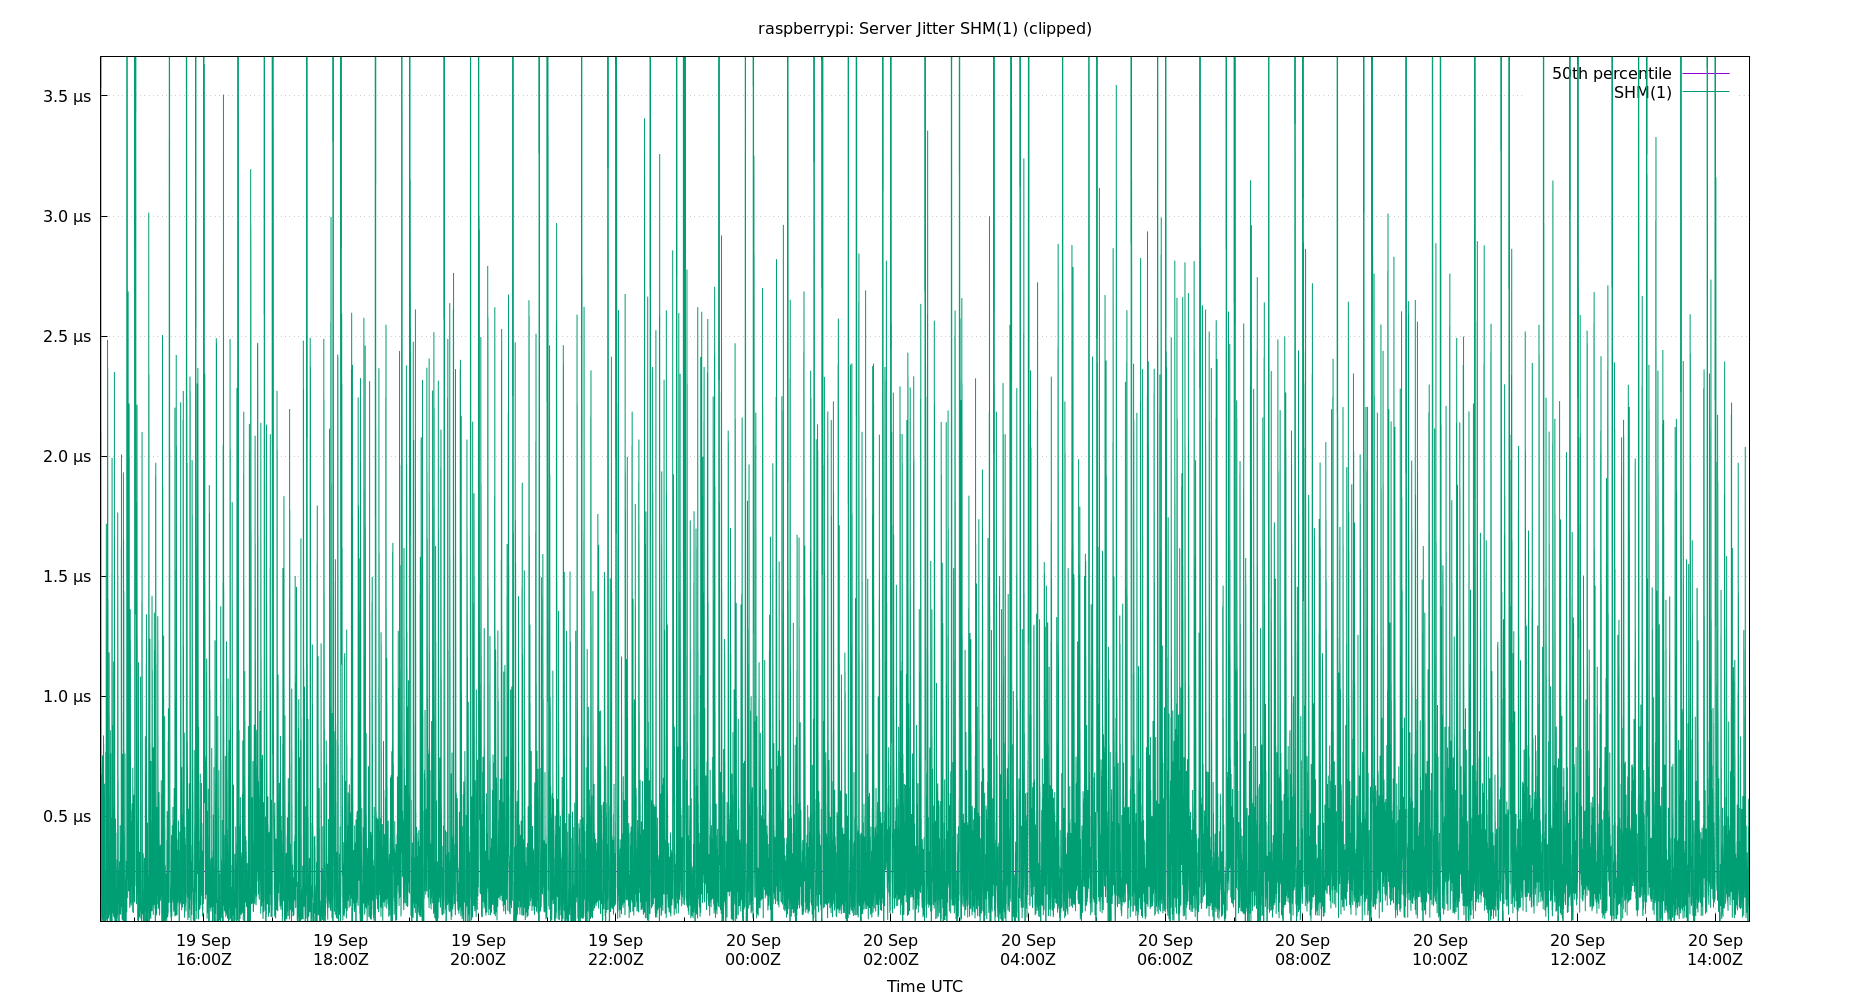 raspberrypi: Server Jitter SHM(1) (clipped)
50th percentile
SHM(1)
3.5 µs
3.0 µs
2.5 µs
2.0 µs
1.5 µs
1.0 µs
0.5 µs
19 Sep 19 Sep 19 Sep 19 Sep 20 Sep 20 Sep 20 Sep 20 Sep 20 Sep 20 Sep 20 Sep 20 Sep
16:00Z 18:00Z 20:00Z 22:00Z 00:00Z 02:00Z 04:00Z 06:00Z 08:00Z 10:00Z 12:00Z 14:00Z
Time UTC